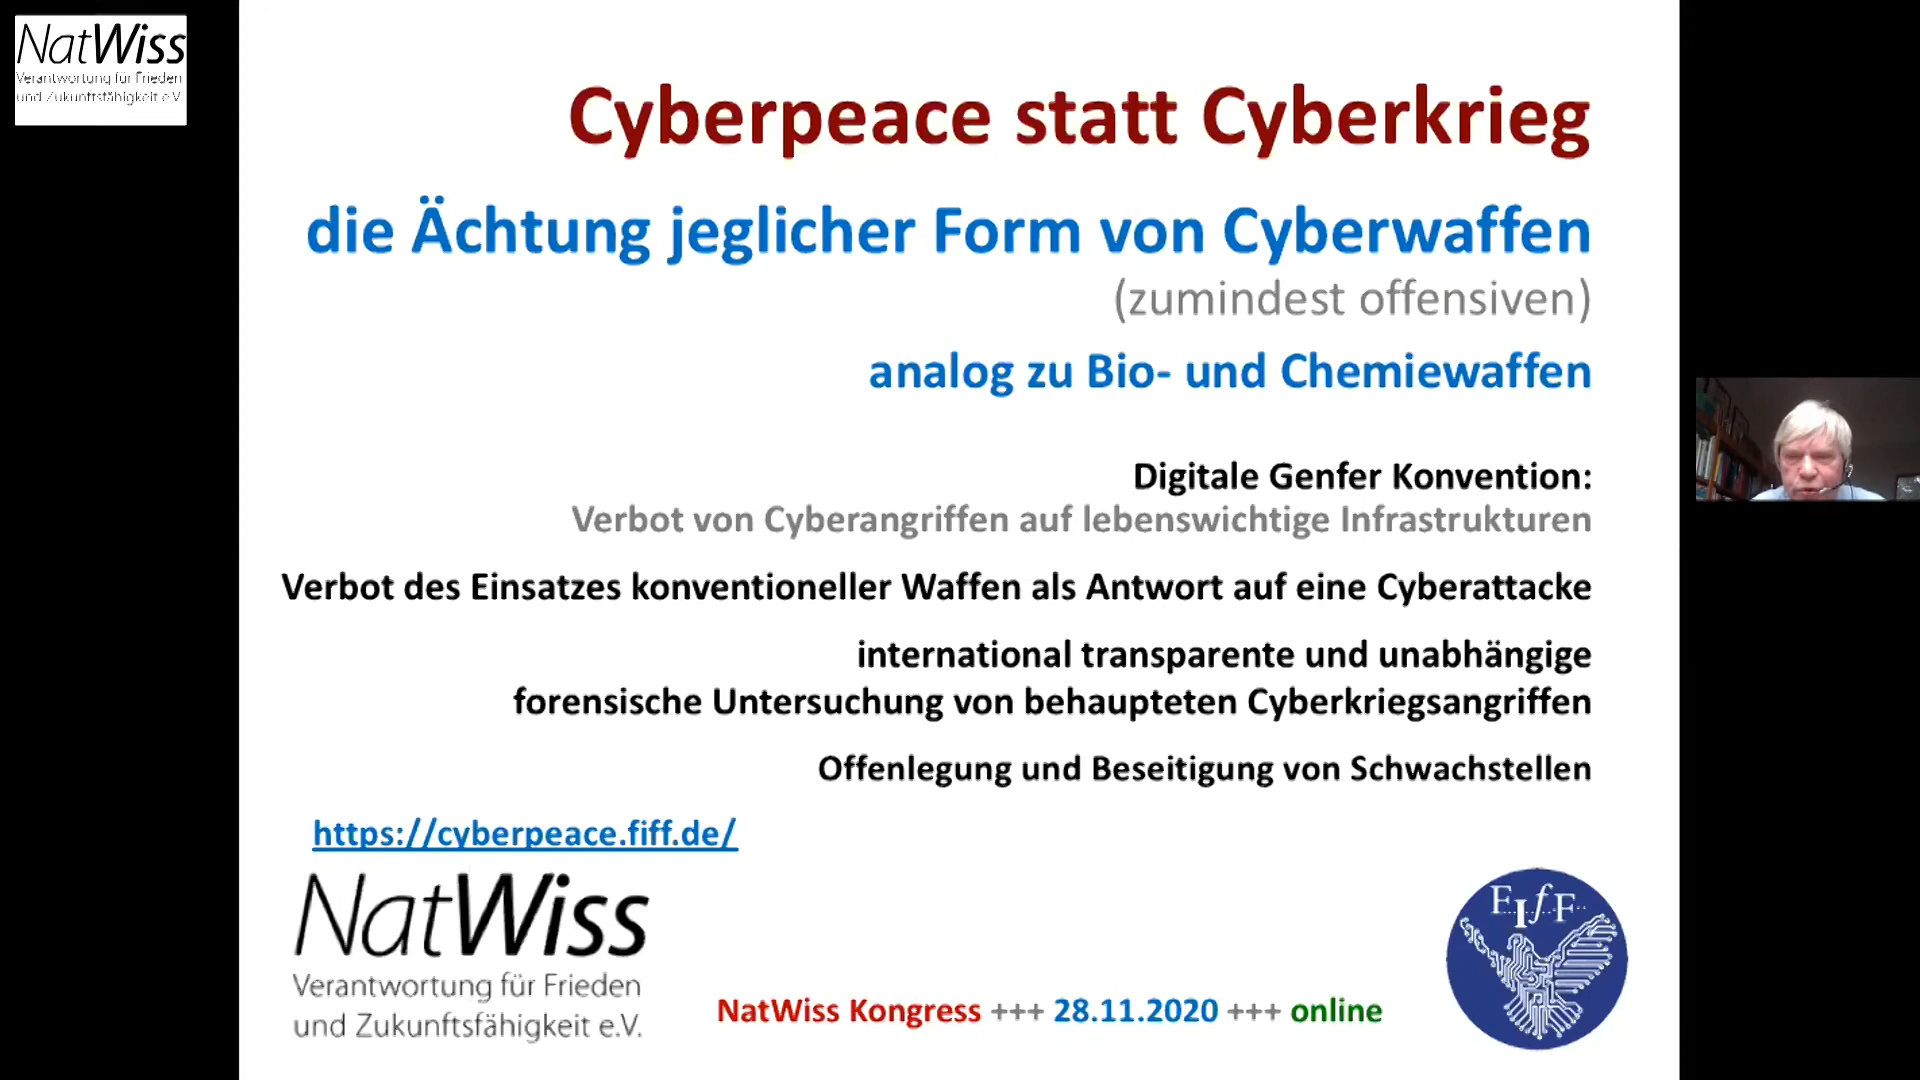 NatWiss
Verantwortung für Frieden
und Zukunftsfähigkeit e.V.
Cyberpeace statt Cyberkrieg
die Ächtung jeglicher Form von Cyberwaffen
(zumindest offensiven)
analog zu Bio- und Chemiewaffen
Digitale Genfer Konvention:
Verbot von Cyberangriffen auf lebenswichtige Infrastrukturen
Verbot des Einsatzes konventioneller Waffen als Antwort auf eine Cyberattacke
international transparente und unabhängige
forensische Untersuchung von behaupteten Cyberkriegsangriffen
Offenlegung und Beseitigung von Schwachstellen
https://cyberpeace.fiff.de/
NatWiss
Verantwortung für Frieden
und Zukunftsfähigkeit e.V.
NatWiss Kongress +++ 28.11.2020 +++ online
FIfF